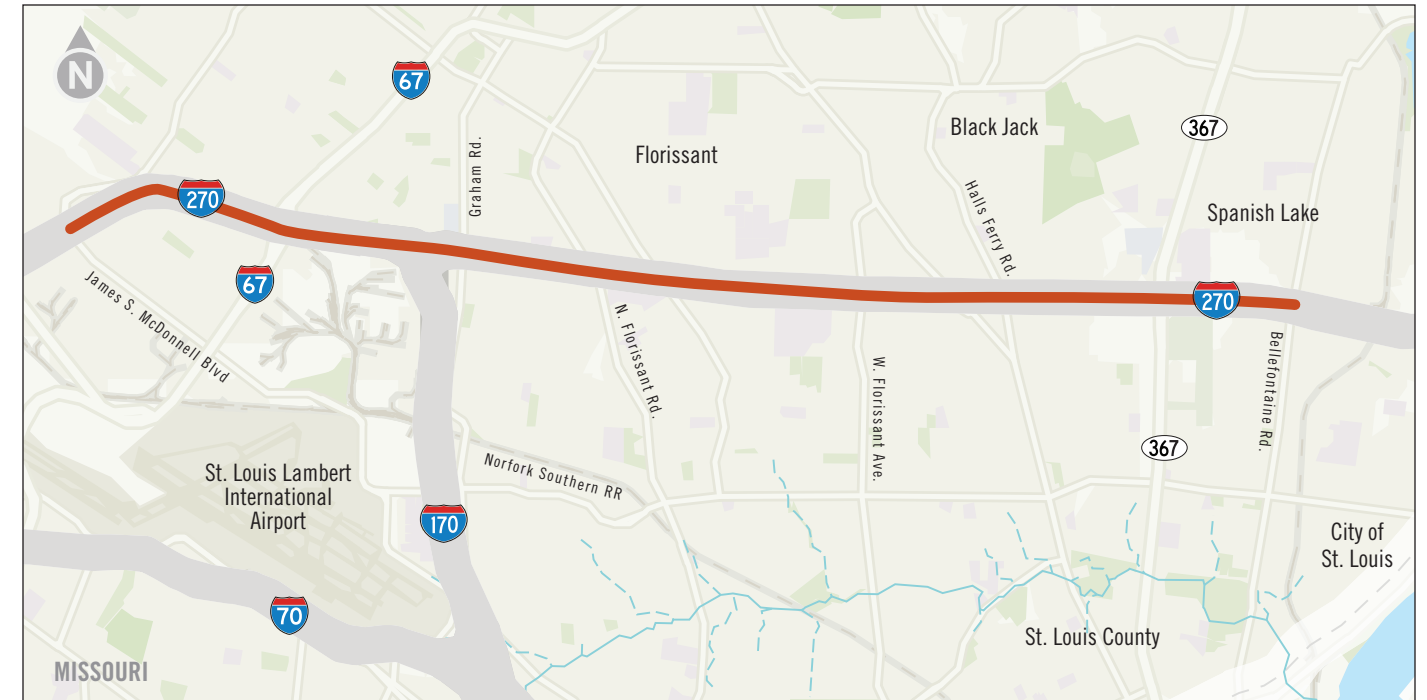 N
67
Black Jack
367
Florissant
Graham Rd.
270
Halls Ferry Rd.
Spanish Lake
67
James S. McDonnell Blvd
270
N. Florissant Rd.
W. Florissant Ave.
Bellefontaine Rd.
367
St. Louis Lambert
International
Airport
Norfork Southern RR
170
City of
St. Louis
70
St. Louis County
MISSOURI